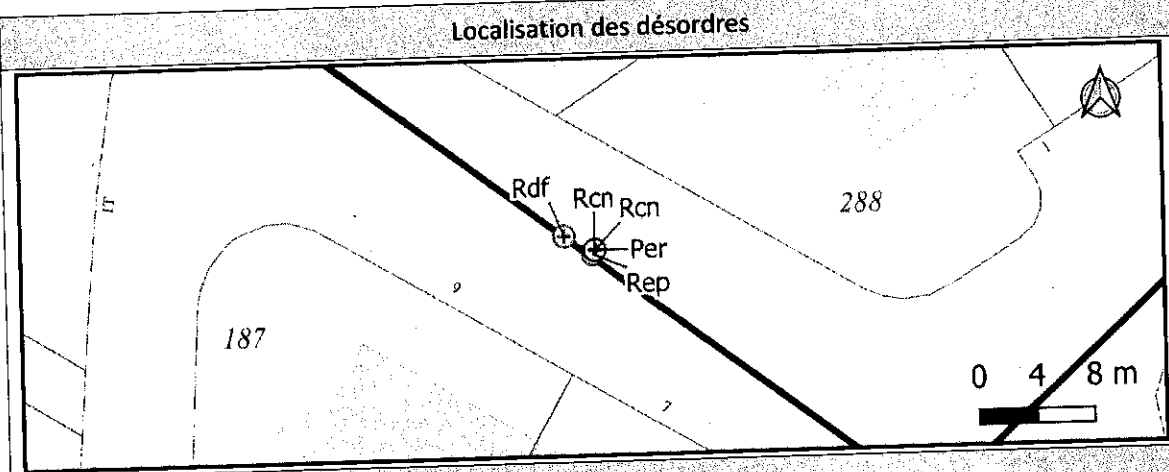 Localisation des désordres
Rdf
Rcn
Rcn
288
Per
Rep
9
187
7
0 4 8 m